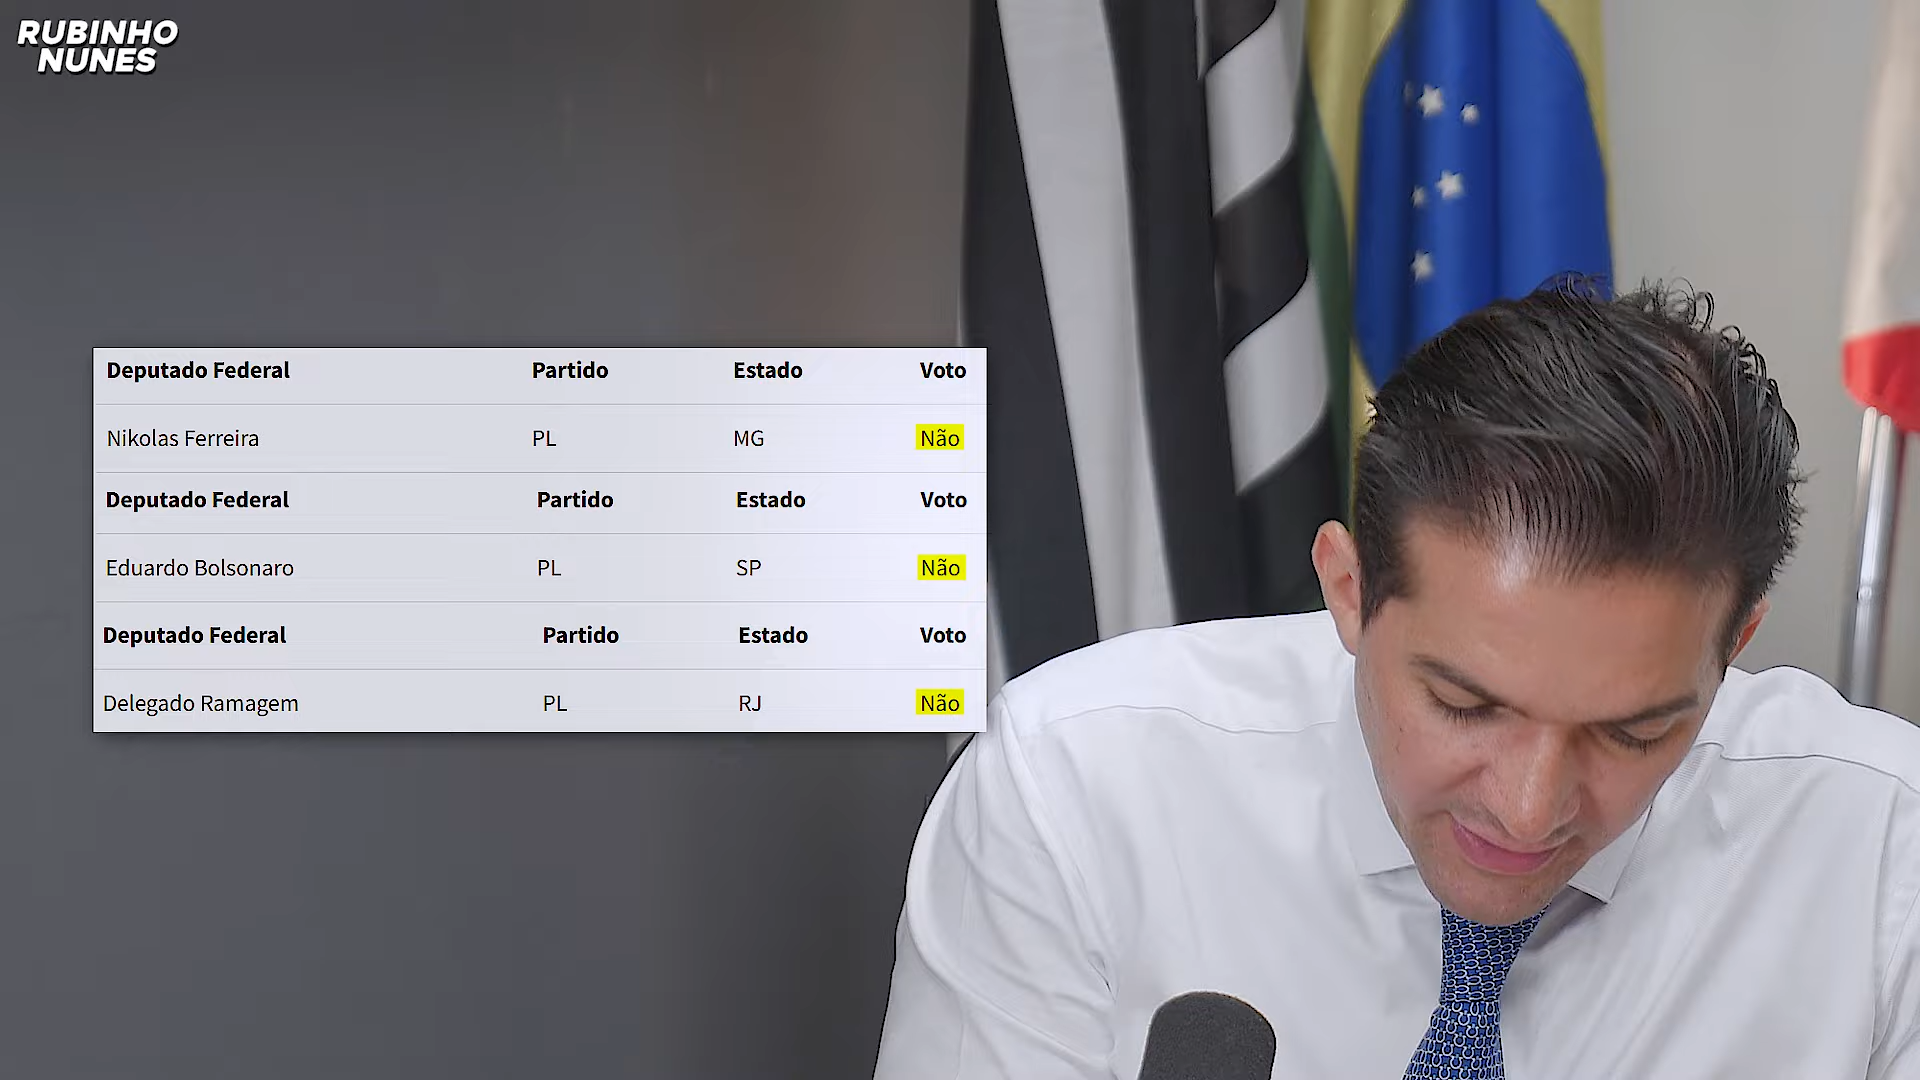 RUBINHO
NUNES
Deputado Federal Partido Estado Voto
Nikolas Ferreira PL MG Não
Deputado Federal Partido Estado Voto
Eduardo Bolsonaro PL SP Não
Deputado Federal Partido Estado Voto
Delegado Ramagem PL RJ Não